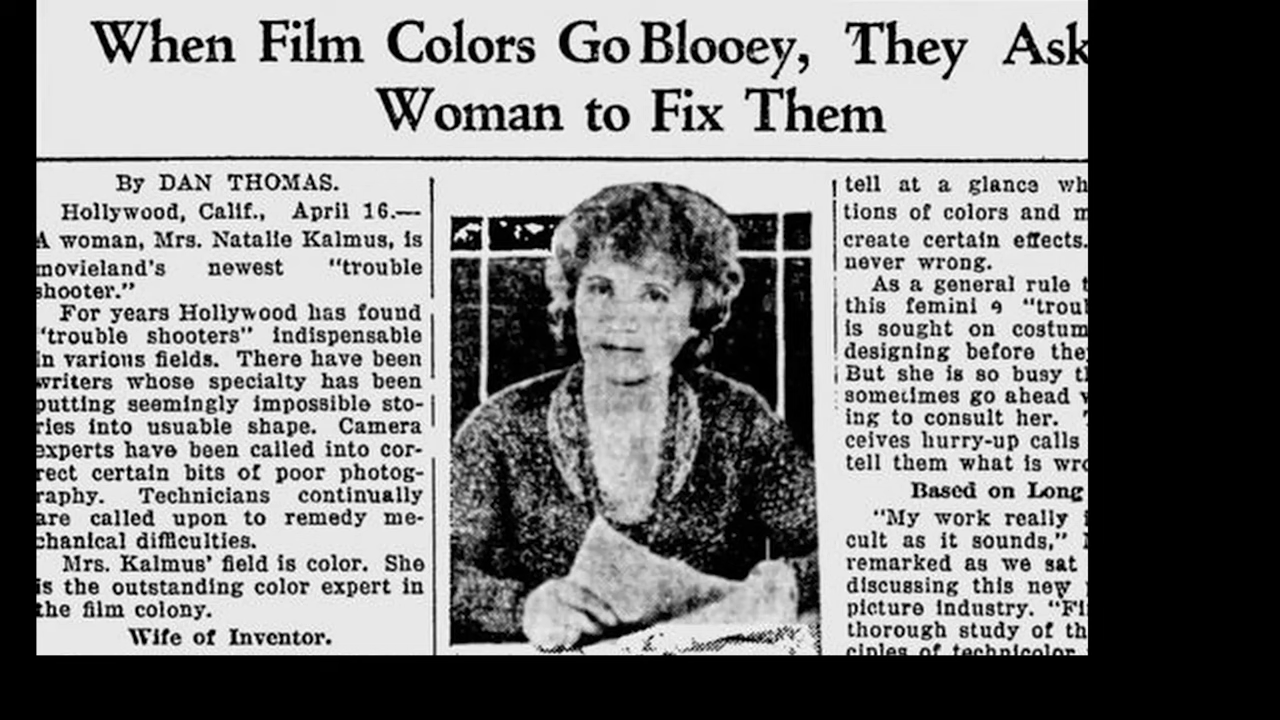 When Film Colors Go Blooey, They Ask
Woman to Fix Them
By DAN THOMAS.
Hollywood, Calif., April 16.—
A woman, Mrs. Natalie Kalmus, is
movieland's newest "trouble
shooter."
For years Hollywood has found
"trouble shooters" indispensable
in various fields. There have been
writers whose specialty has been
putting seemingly impossible sto-
ries into usuable shape. Camera
experts have been called into cor-
rect certain bits of poor photog-
raphy. Technicians continually
are called upon to remedy me-
chanical difficulties.
Mrs. Kalmus' field is color. She
is the outstanding color expert in
the film colony.
Wife of Inventor.
tell at a glance wh
tions of colors and m
create certain effects.
never wrong.
As a general rule t
this femini e "troub
is sought on costum
designing before the
But she is so busy th
sometimes go ahead
ing to consult her.
ceives hurry-up calls
tell them what is wro
Based on Long
"My work really
cult as it sounds,"
remarked as we sat
discussing this new
picture industry. "Fi
thorough study of th
ciples of technicolor